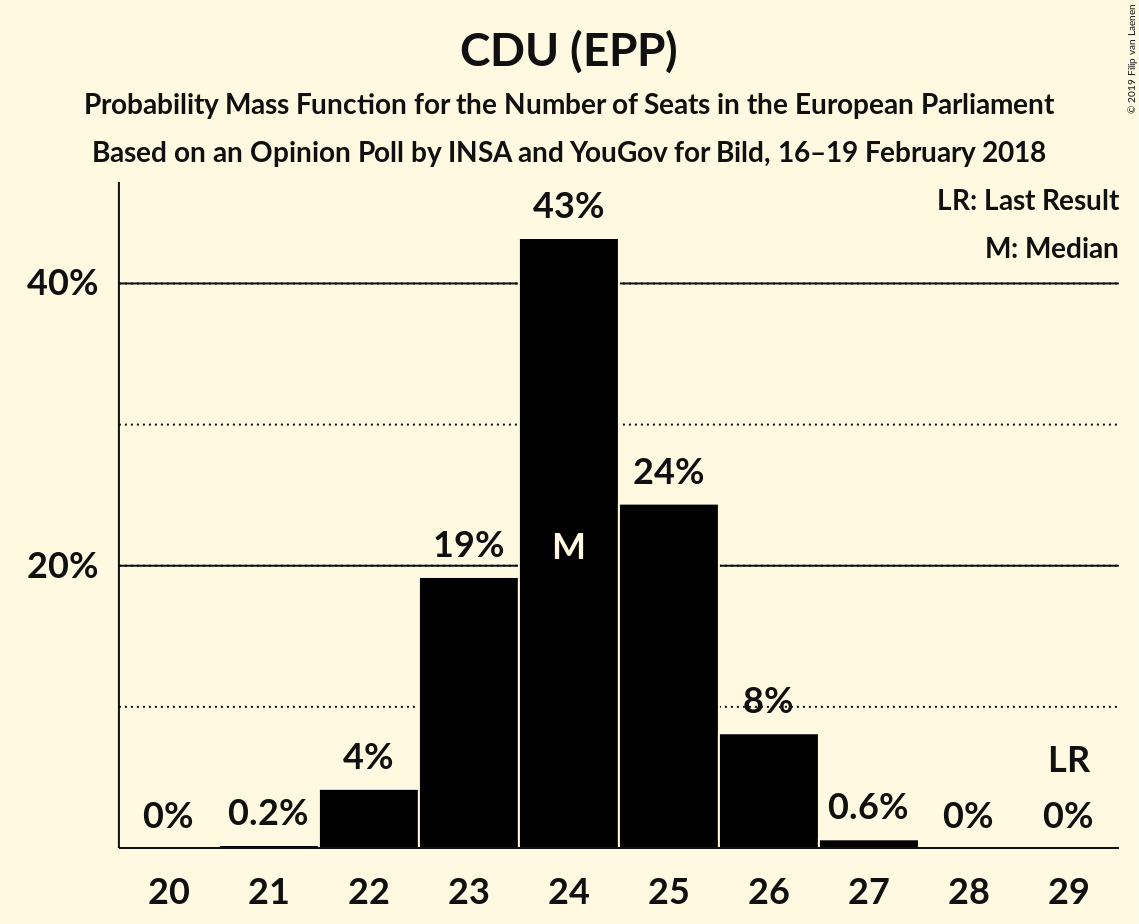 CDU (EPP)
Probability Mass Function for the Number of Seats in the European Parliament
Based on an Opinion Poll by INSA and YouGov for Bild, 16–19 February 2018
© 2019 Filip van Laenen
LR: Last Result
M: Median
43%
40%
24%
19%
M
20%
8%
4%
LR
0%
0.2%
0.6%
0%
0%
20 21 22 23 24 25 26 27 28 29